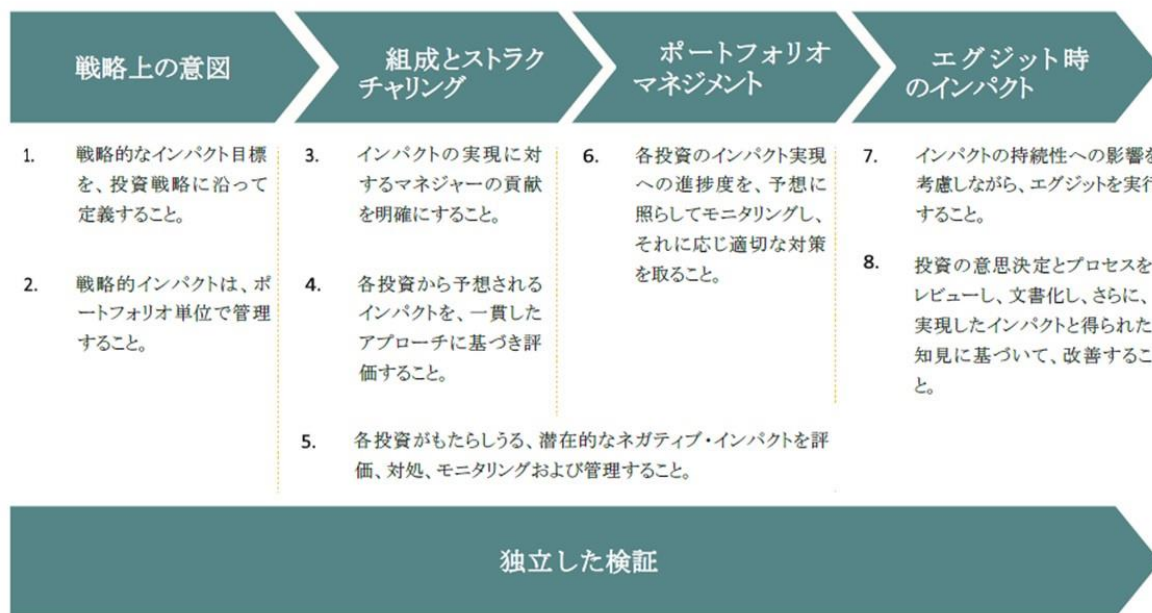 戦略上の意図
組成とストラク
チャリング
ポートフォリオ
マネジメント
エグジット時
のインパクト
1. 戦略的なインパクト目標
を、投資戦略に沿って
定義すること。
2. 戦略的インパクトは、ポ
ートフォリオ単位で管理
すること。
3. インパクトの実現に対
するマネジャーの貢献
を明確にすること。
4. 各投資から予想される
インパクトを、一貫した
アプローチに基づき評
価すること。
5. 各投資がもたらしうる、潜在的なネガティブ・インパクトを評
価、対処、モニタリングおよび管理すること。
6. 各投資のインパクト実現
への進捗度を、予想に
照らしてモニタリングし、
それに応じ適切な対策
を取ること。
7. インパクトの持続性への影響を
考慮しながら、エグジットを実行
すること。
8. 投資の意思決定とプロセスを
レビューし、文書化し、さらに、
実現したインパクトと得られた
知見に基づいて、改善するこ
と。
独立した検証